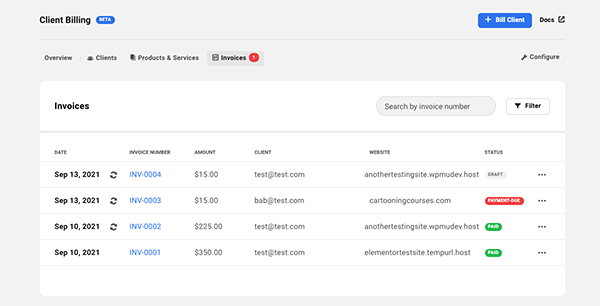 Client Billing BETA + Bill Client Docs
Overview Clients Products & Services Invoices 1 Configure
Invoices Search by invoice number Filter
DATE INVOICE NUMBER AMOUNT CLIENT WEBSITE STATUS
Sep 13, 2021 INV-0004 $15.00 test@test.com anothertestingsite.wpmudev.host DRAFT
Sep 13, 2021 INV-0003 $15.00 bab@test.com cartooningcourses.com PAYMENT-DUE
Sep 10, 2021 INV-0002 $225.00 test@test.com anothertestingsite.wpmudev.host PAID
Sep 10, 2021 INV-0001 $350.00 test@test.com elementortestsite.tempurl.host PAID